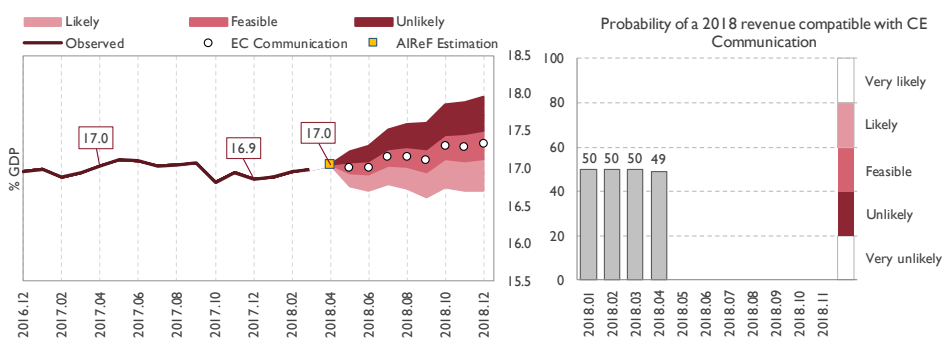 Likely
Feasible
Unlikely
Observed
EC Communication
AIReF Estimation
% GDP
18.5
18.0
17.5
17.0
16.5
16.0
15.5
17.0
16.9
17.0
2016.12
2017.02
2017.04
2017.06
2017.08
2017.10
2017.12
2018.02
2018.04
2018.06
2018.08
2018.10
2018.12
Probability of a 2018 revenue compatible with CE
Communication
100
80
60
40
20
0
50 50 50 49
Very likely
Likely
Feasible
Unlikely
Very unlikely
2018.01
2018.02
2018.03
2018.04
2018.05
2018.06
2018.07
2018.08
2018.09
2018.10
2018.11